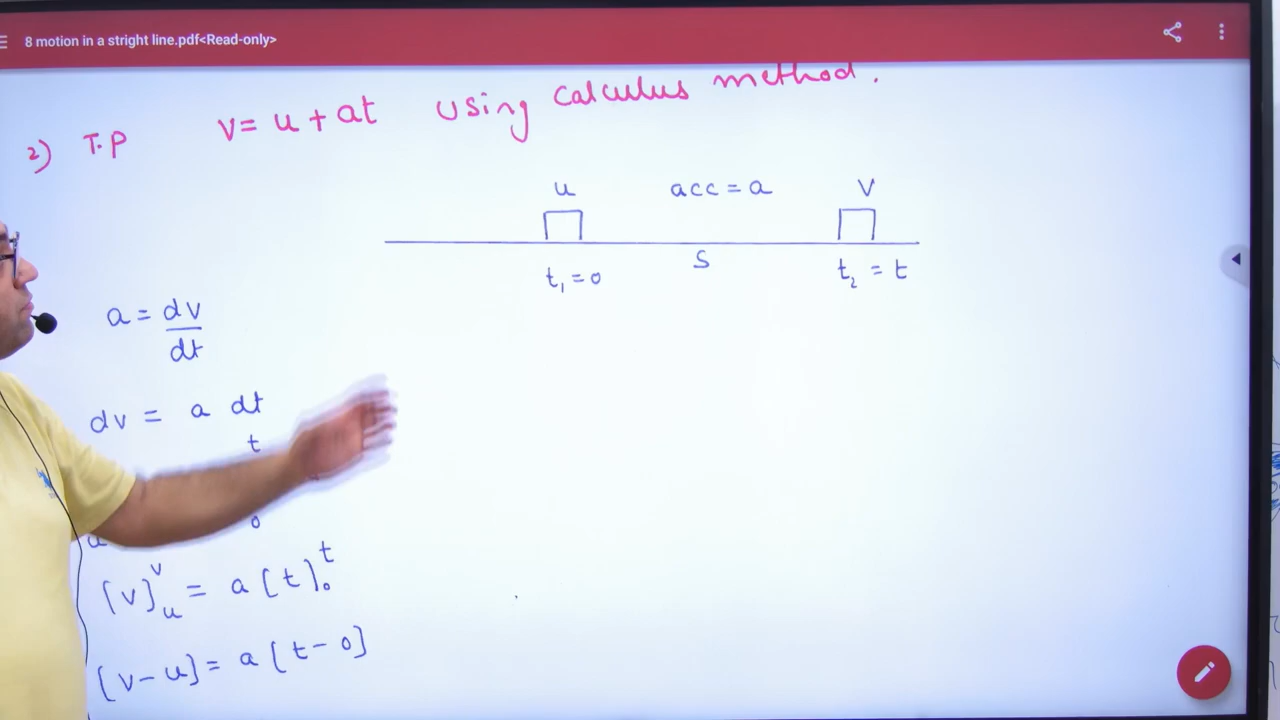 8 motion in a stright line.pdf<Read-only>
2) T.P v = u + at using calculus method.
u acc = a v
t₁ = 0 S t₂ = t
a = dv/dt
dv = a dt
t
u 0
[v]ᵤᵛ = a [t]₀ᵗ
[v - u] = a [t - 0]